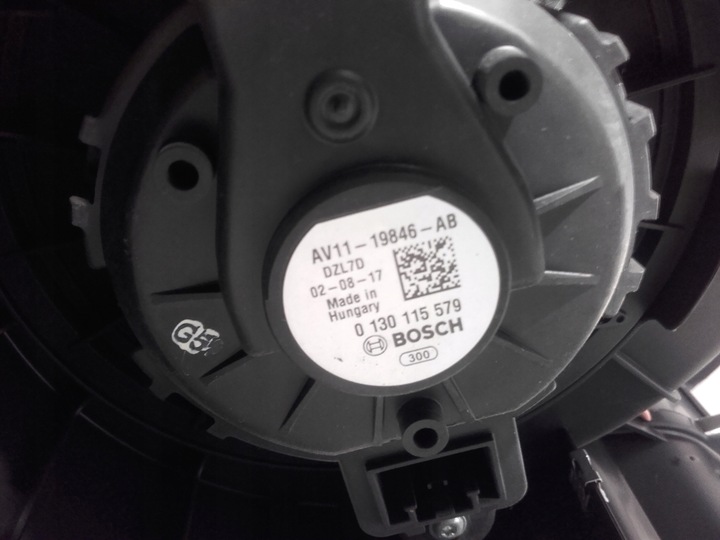 AV11-19846-AB
DZL7D
02-08-17
Made in
Hungary
0 130 115 579
BOSCH
300